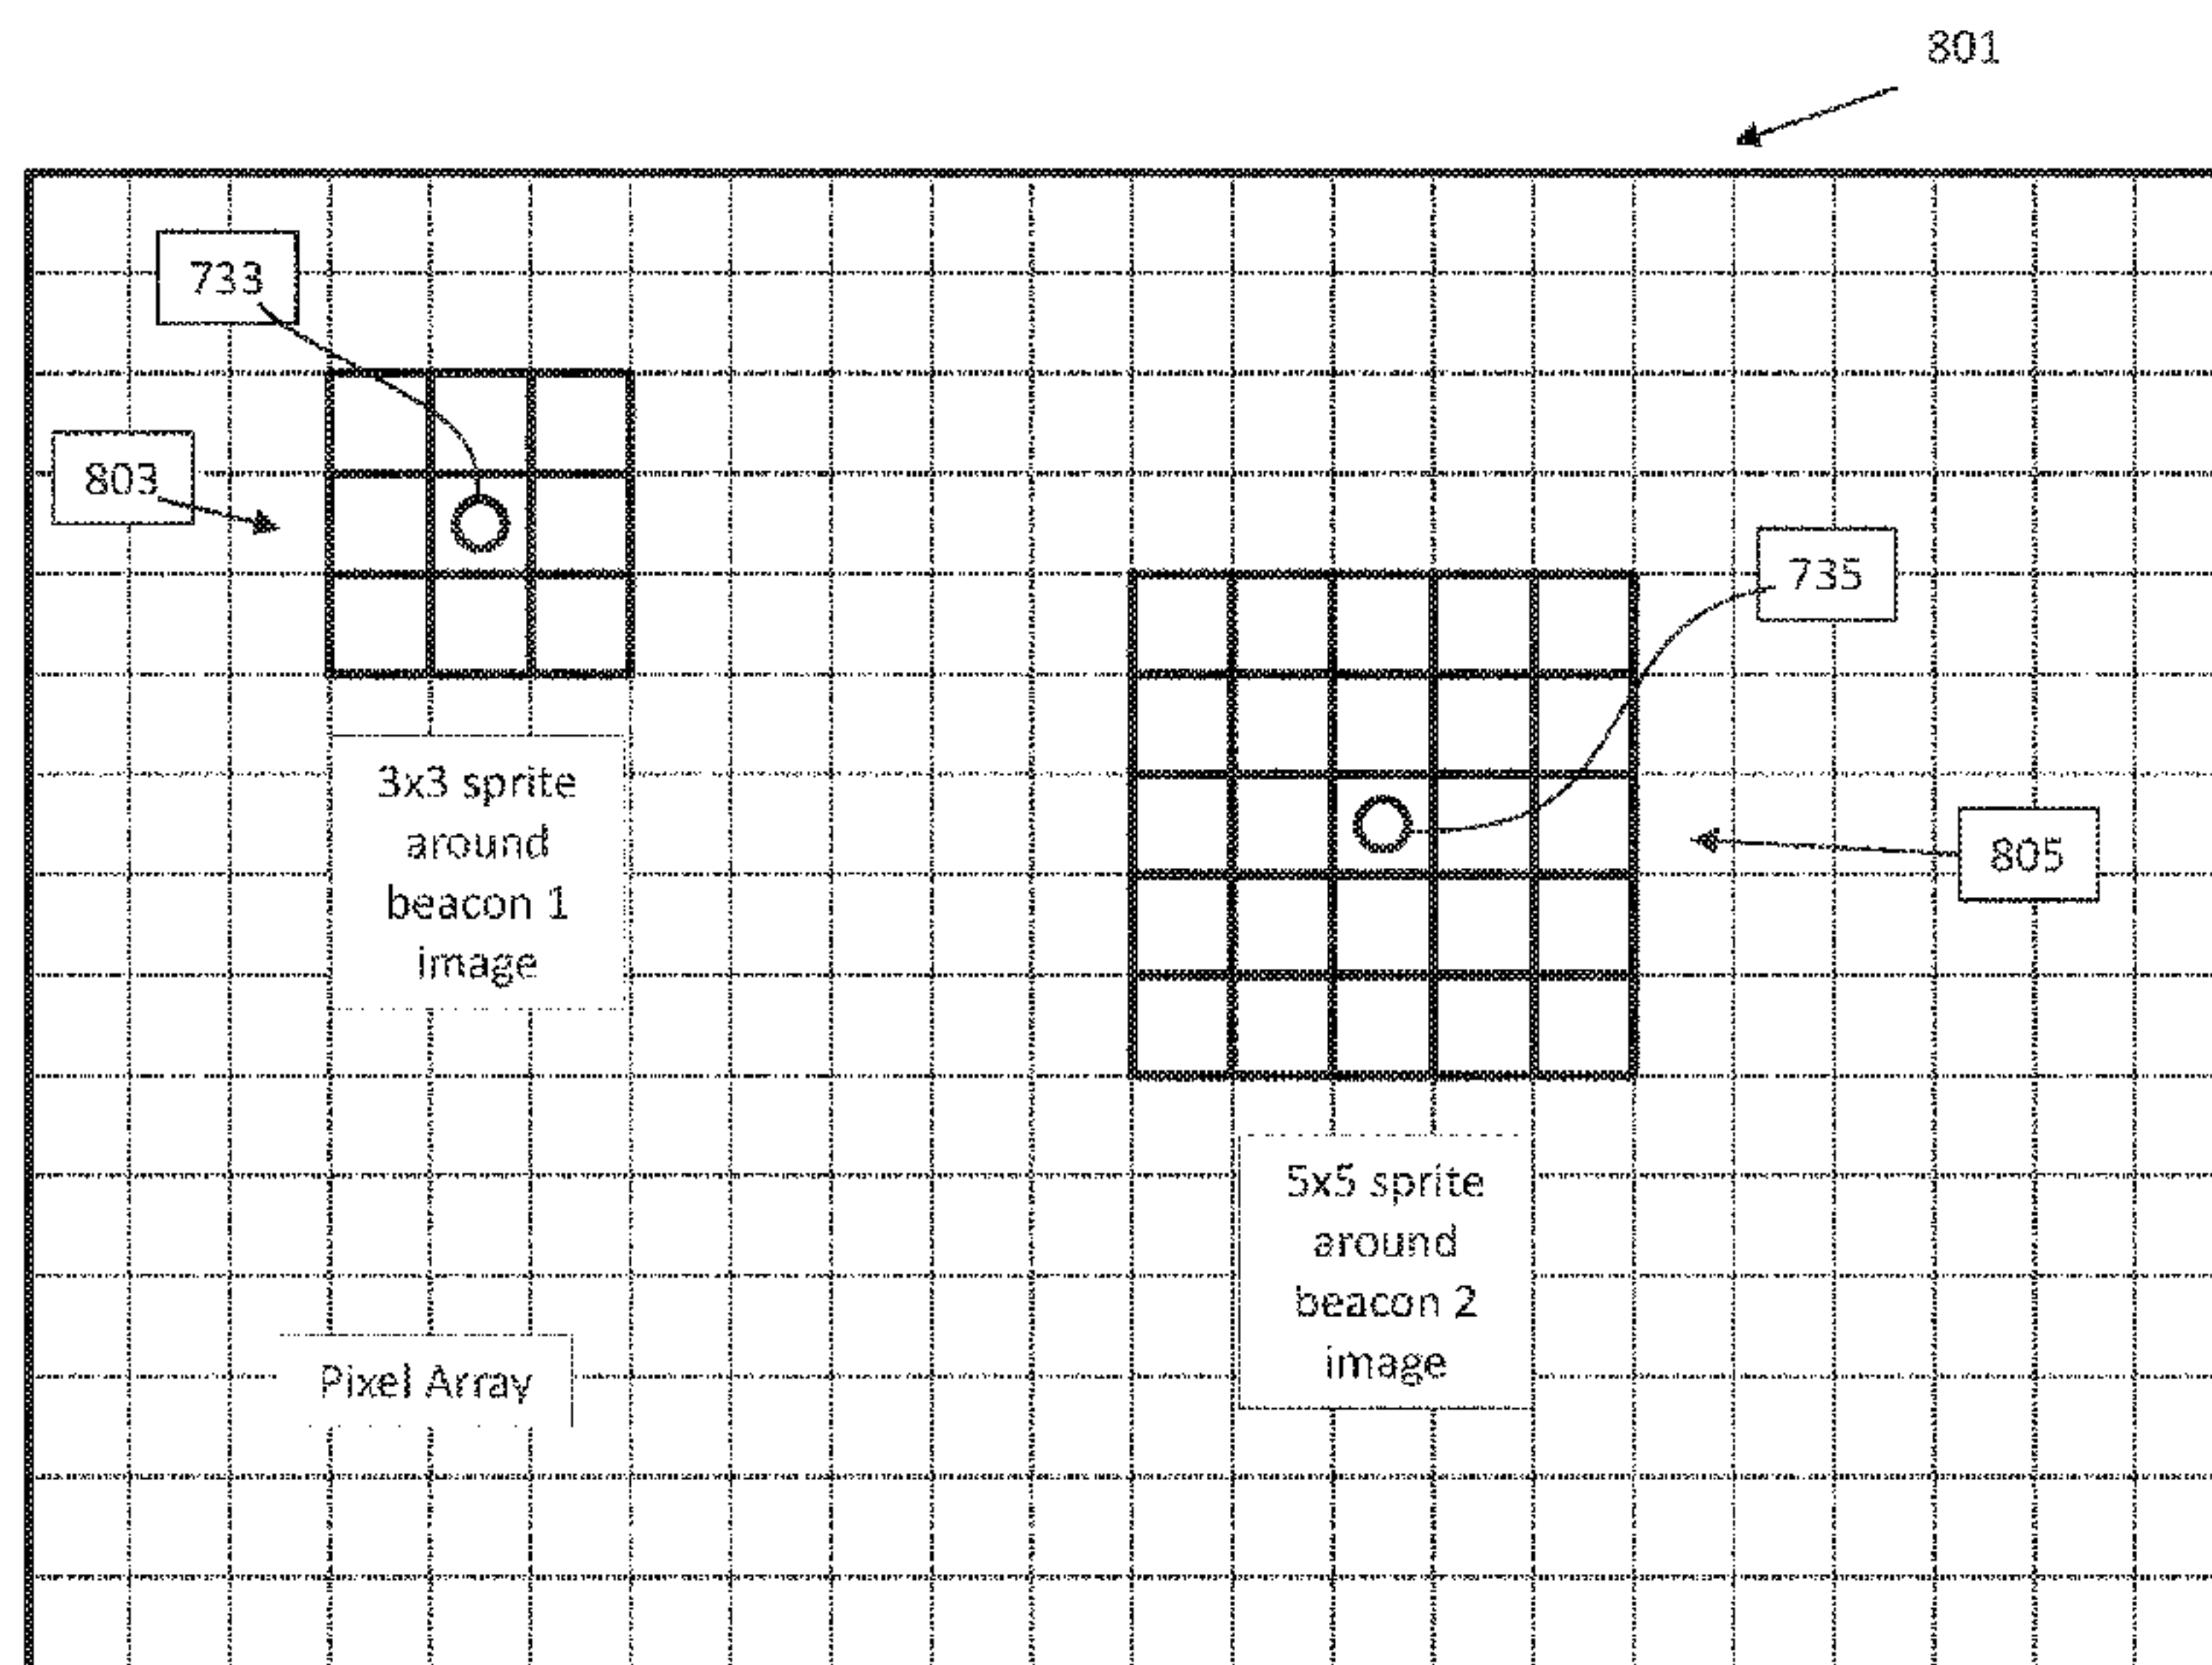 801
733
803
735
3x3 sprite
around
beacon 1
image
805
5x5 sprite
around
beacon 2
image
Pixel Array